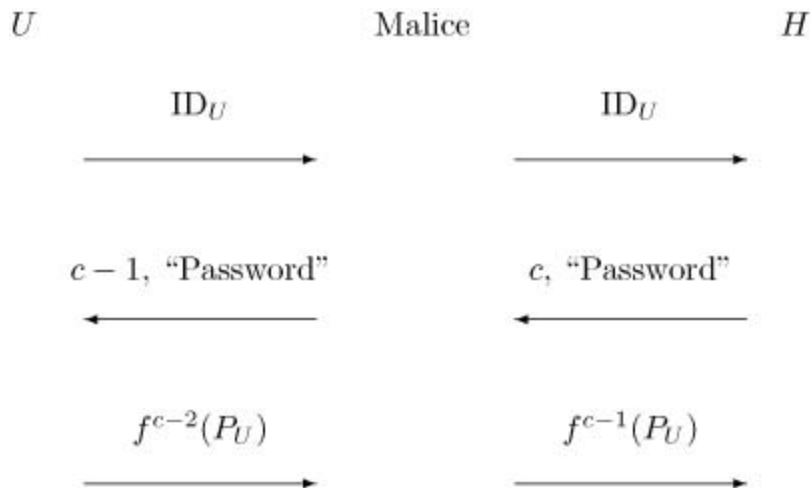 U Malice H
ID_U ID_U
c − 1, “Password” c, “Password”
f^{c−2}(P_U) f^{c−1}(P_U)